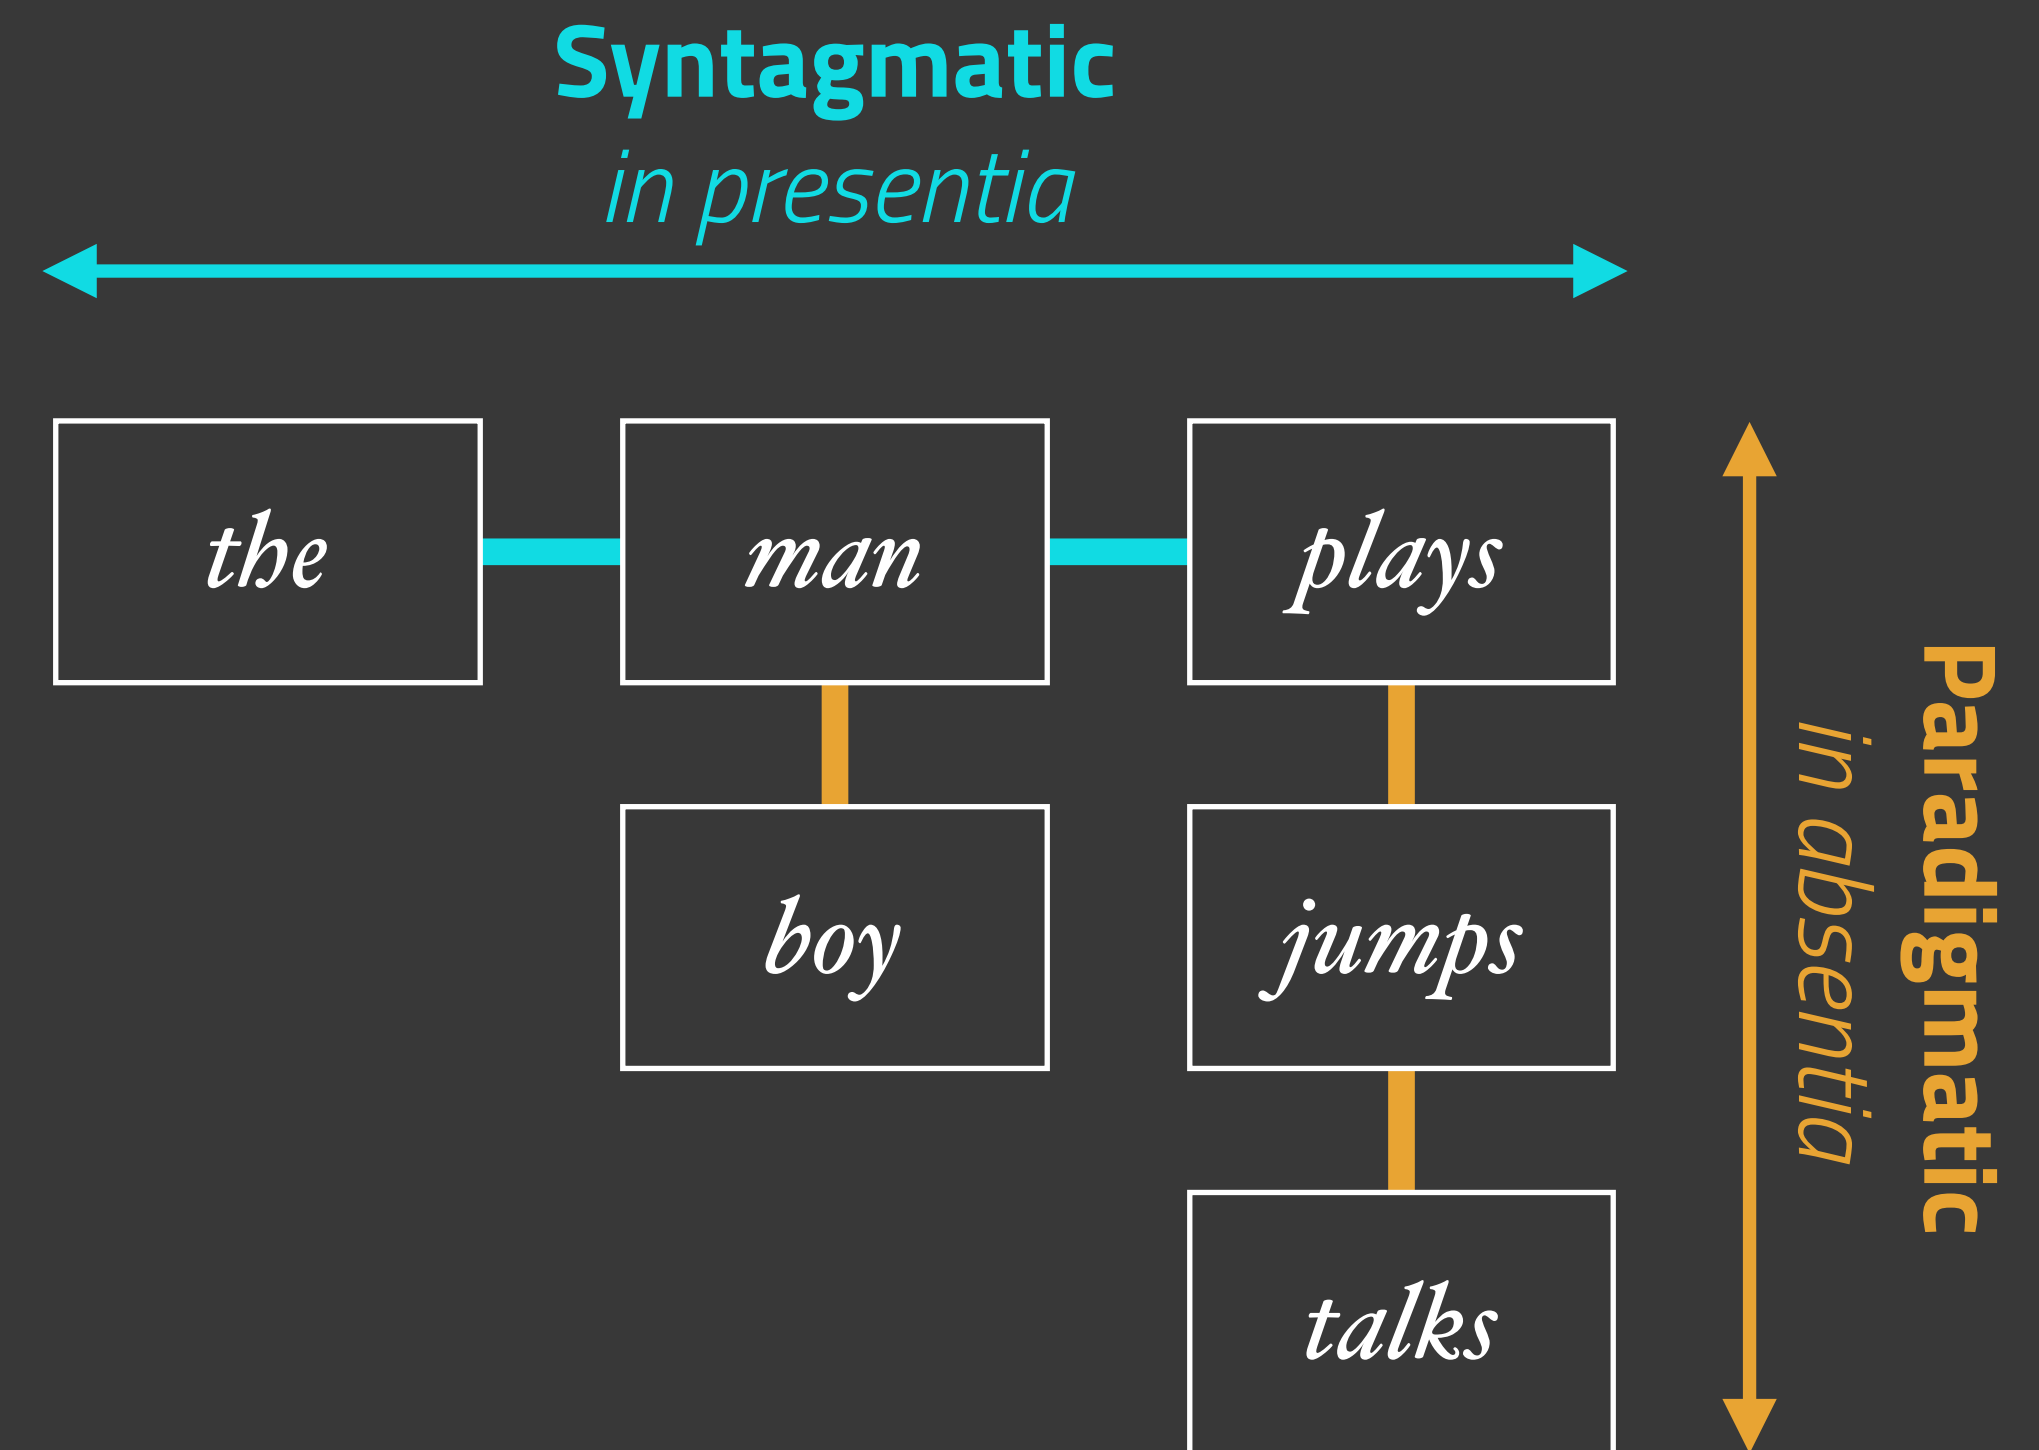 Syntagmatic
in presentia
the
man
plays
boy
jumps
talks
Paradigmatic
in absentia